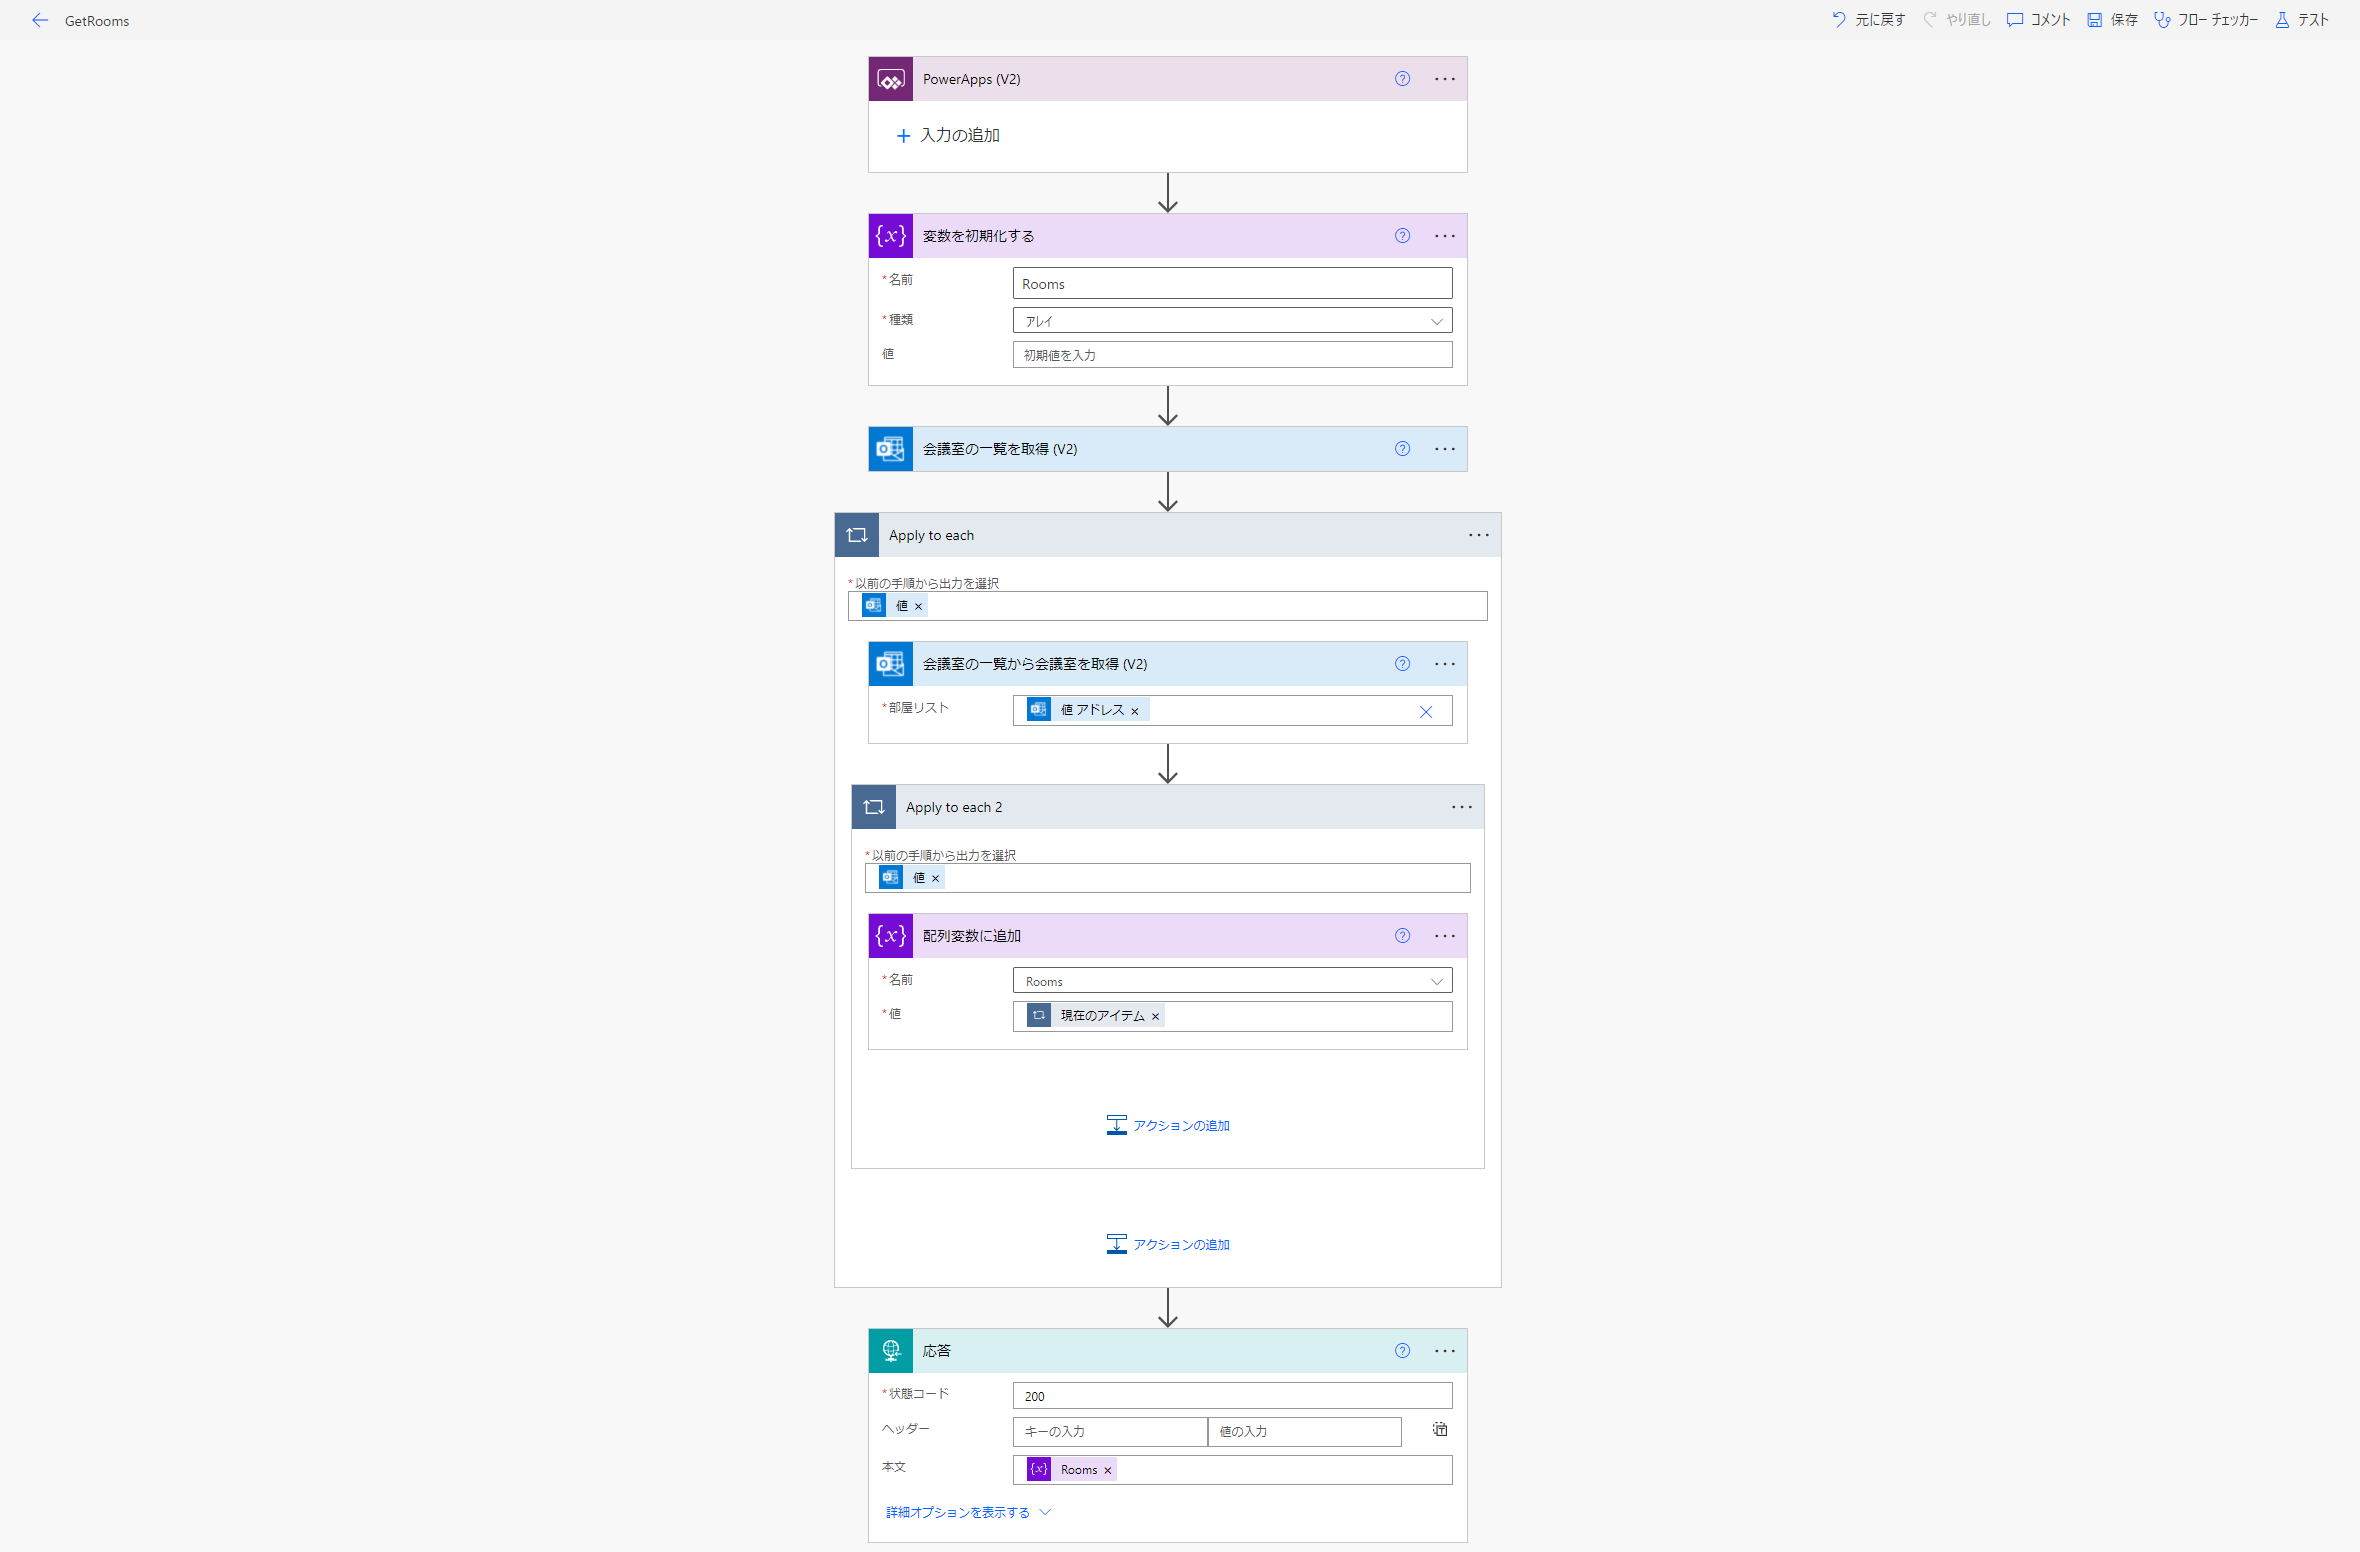 GetRooms
元に戻す
やり直し
コメント
保存
フロー チェッカー
テスト
PowerApps (V2)
入力の追加
変数を初期化する
*名前
Rooms
*種類
アレイ
値
初期値を入力
会議室の一覧を取得 (V2)
Apply to each
*以前の手順から出力を選択
値 ×
会議室の一覧から会議室を取得 (V2)
*部屋リスト
値 アドレス ×
Apply to each 2
*以前の手順から出力を選択
値 ×
配列変数に追加
*名前
Rooms
*値
現在のアイテム ×
アクションの追加
アクションの追加
応答
*状態コード
200
ヘッダー
キーの入力
値の入力
本文
Rooms ×
詳細オプションを表示する